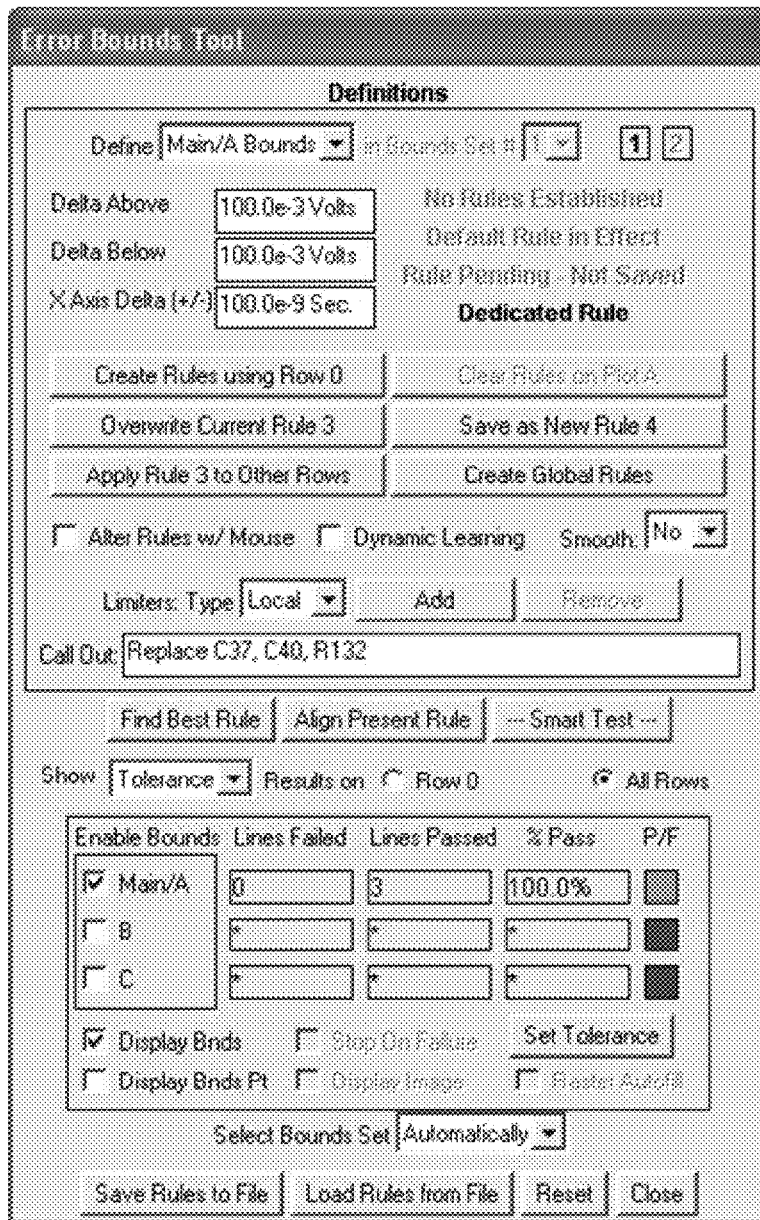 Error Bounds Tool
Definitions
Define Main/A Bounds in Bounds Set # 1 1 2
Delta Above 100.0e-3 Volts No Rules Established
Default Rule in Effect
Delta Below 100.0e-3 Volts
Rule Pending - Not Saved
X Axis Delta (+/-) 100.0e-9 Sec. Dedicated Rule
Create Rules using Row 0 Clear Rules on Plot A
Overwrite Current Rule 3 Save as New Rule 4
Apply Rule 3 to Other Rows Create Global Rules
Alter Rules w/ Mouse Dynamic Learning Smooth: No
Limiters: Type Local Add Remove
Call Out: Replace C37, C40, R132
Find Best Rule Align Present Rule --- Smart Test ---
Show Tolerance Results on Row 0 All Rows
Enable Bounds Lines Failed Lines Passed % Pass P/F
Main/A 0 3 100.0%
B * * *
C * * *
Display Bnds Stop On Failure Set Tolerance
Display Bnds Pt Display Image Raster Autofill
Select Bounds Set Automatically
Save Rules to File Load Rules from File Reset Close